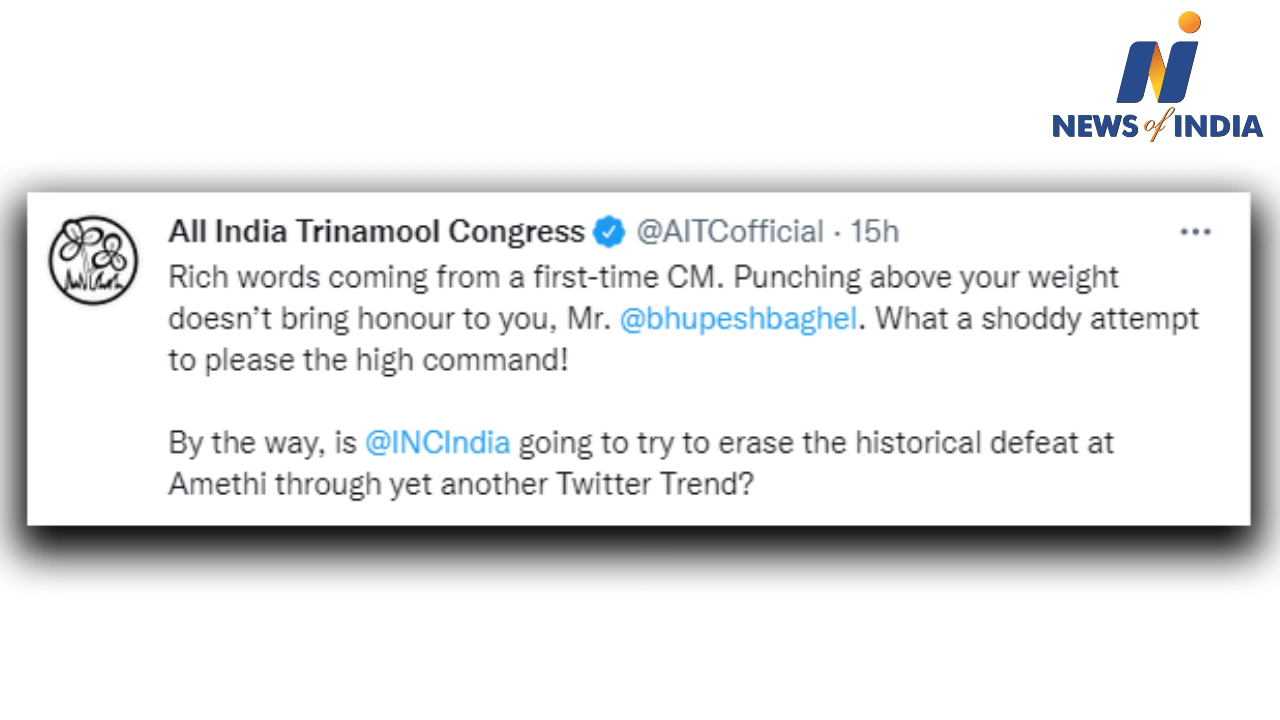 NEWS of INDIA
All India Trinamool Congress @AITCofficial · 15h
Rich words coming from a first-time CM. Punching above your weight
doesn’t bring honour to you, Mr. @bhupeshbaghel. What a shoddy attempt
to please the high command!
By the way, is @INCIndia going to try to erase the historical defeat at
Amethi through yet another Twitter Trend?